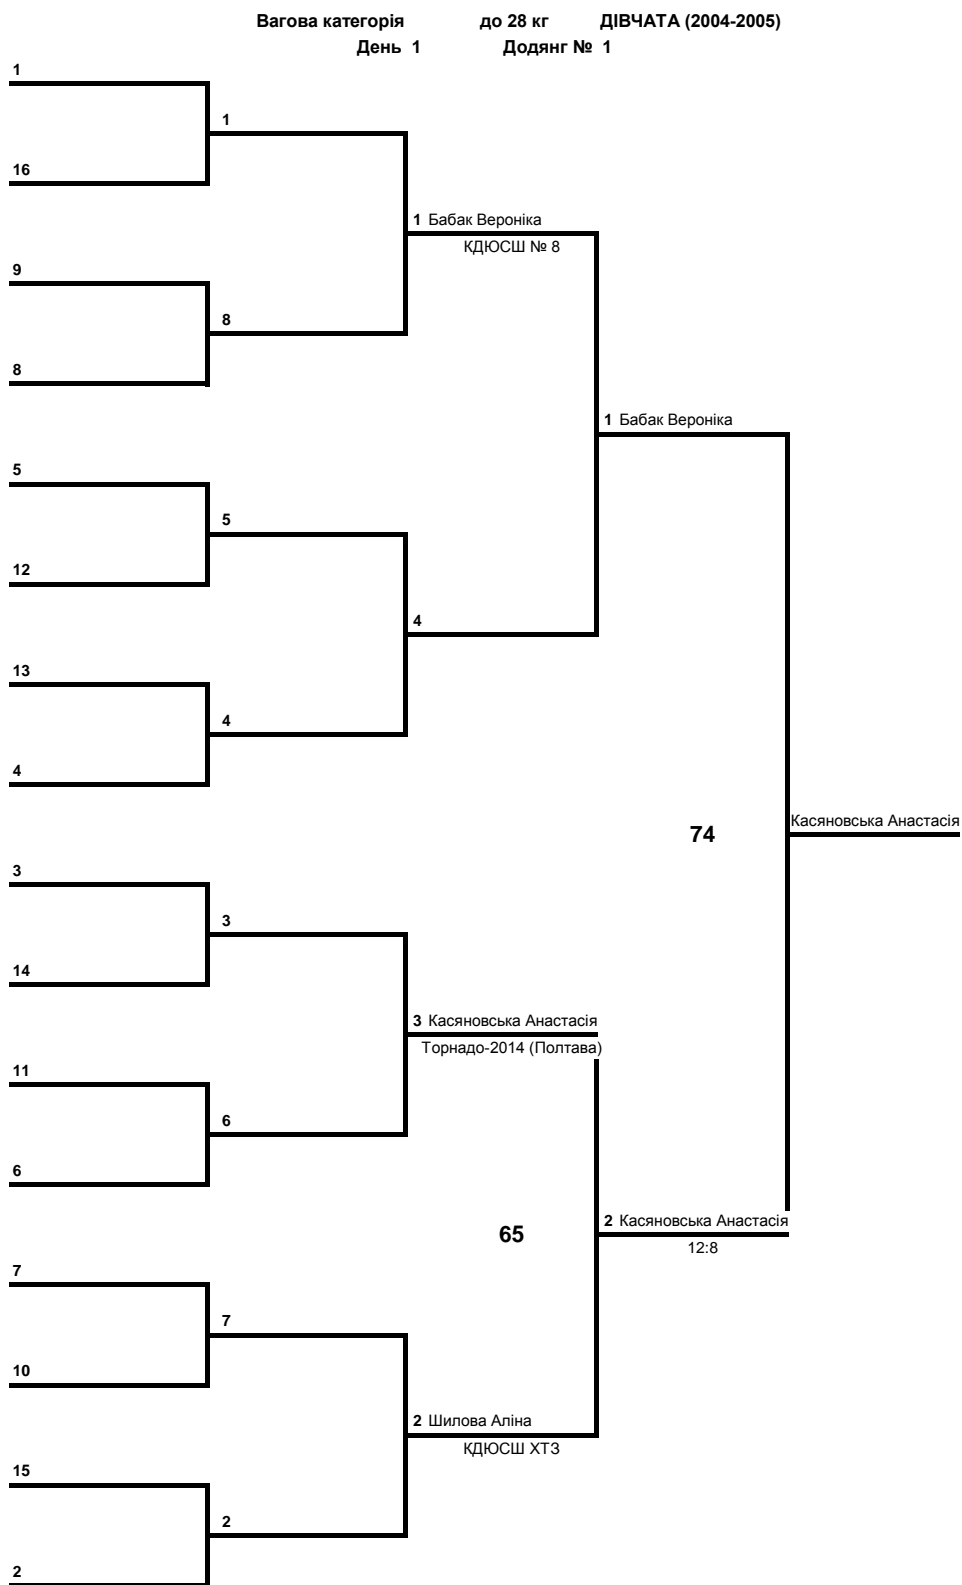 Вагова категорія до 28 кг ДІВЧАТА (2004-2005)
День 1 Додянг № 1
1
1
16
1 Бабак Вероніка
КДЮСШ № 8
9
8
8
1 Бабак Вероніка
5
5
12
4
13
4
4
74
Касяновська Анастасія
3
3
14
3 Касяновська Анастасія
Торнадо-2014 (Полтава)
11
6
6
65
2 Касяновська Анастасія
12:8
7
7
10
2 Шилова Аліна
КДЮСШ ХТЗ
15
2
2